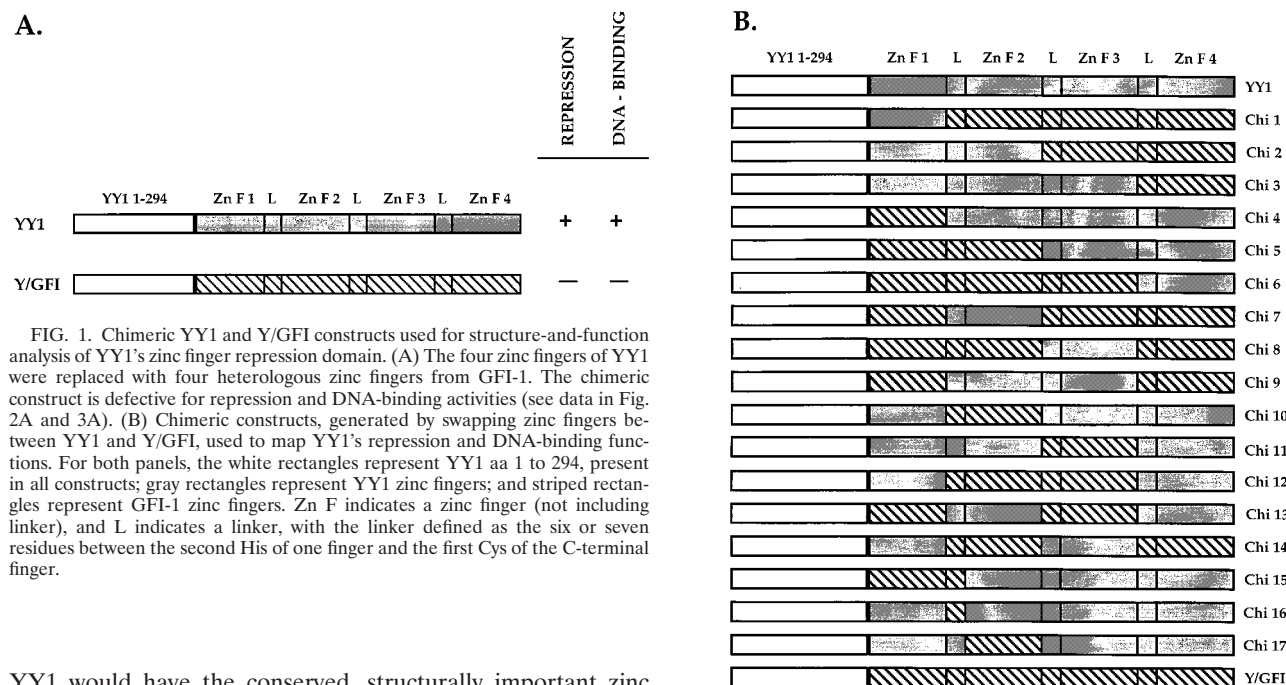 A.
REPRESSION
DNA - BINDING
YY1 1-294 Zn F 1 L Zn F 2 L Zn F 3 L Zn F 4
YY1 + +
Y/GFI — —
FIG. 1. Chimeric YY1 and Y/GFI constructs used for structure-and-function
analysis of YY1's zinc finger repression domain. (A) The four zinc fingers of YY1
were replaced with four heterologous zinc fingers from GFI-1. The chimeric
construct is defective for repression and DNA-binding activities (see data in Fig.
2A and 3A). (B) Chimeric constructs, generated by swapping zinc fingers be-
tween YY1 and Y/GFI, used to map YY1's repression and DNA-binding func-
tions. For both panels, the white rectangles represent YY1 aa 1 to 294, present
in all constructs; gray rectangles represent YY1 zinc fingers; and striped rectan-
gles represent GFI-1 zinc fingers. Zn F indicates a zinc finger (not including
linker), and L indicates a linker, with the linker defined as the six or seven
residues between the second His of one finger and the first Cys of the C-terminal
finger.
YY1 would have the conserved, structurally important zinc
B.
YY1 1-294 Zn F 1 L Zn F 2 L Zn F 3 L Zn F 4
YY1
Chi 1
Chi 2
Chi 3
Chi 4
Chi 5
Chi 6
Chi 7
Chi 8
Chi 9
Chi 10
Chi 11
Chi 12
Chi 13
Chi 14
Chi 15
Chi 16
Chi 17
Y/GFI